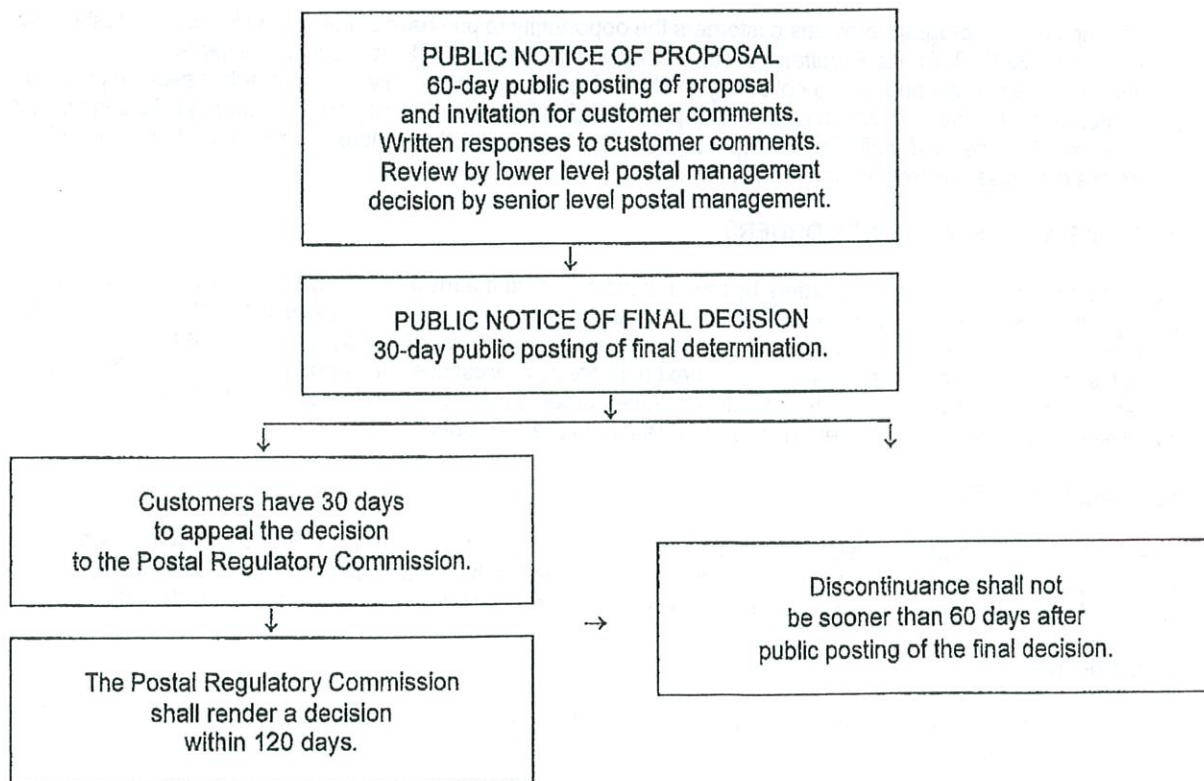 PUBLIC NOTICE OF PROPOSAL
60-day public posting of proposal
and invitation for customer comments.
Written responses to customer comments.
Review by lower level postal management
decision by senior level postal management.
PUBLIC NOTICE OF FINAL DECISION
30-day public posting of final determination.
Customers have 30 days
to appeal the decision
to the Postal Regulatory Commission.
The Postal Regulatory Commission
shall render a decision
within 120 days.
Discontinuance shall not
be sooner than 60 days after
public posting of the final decision.